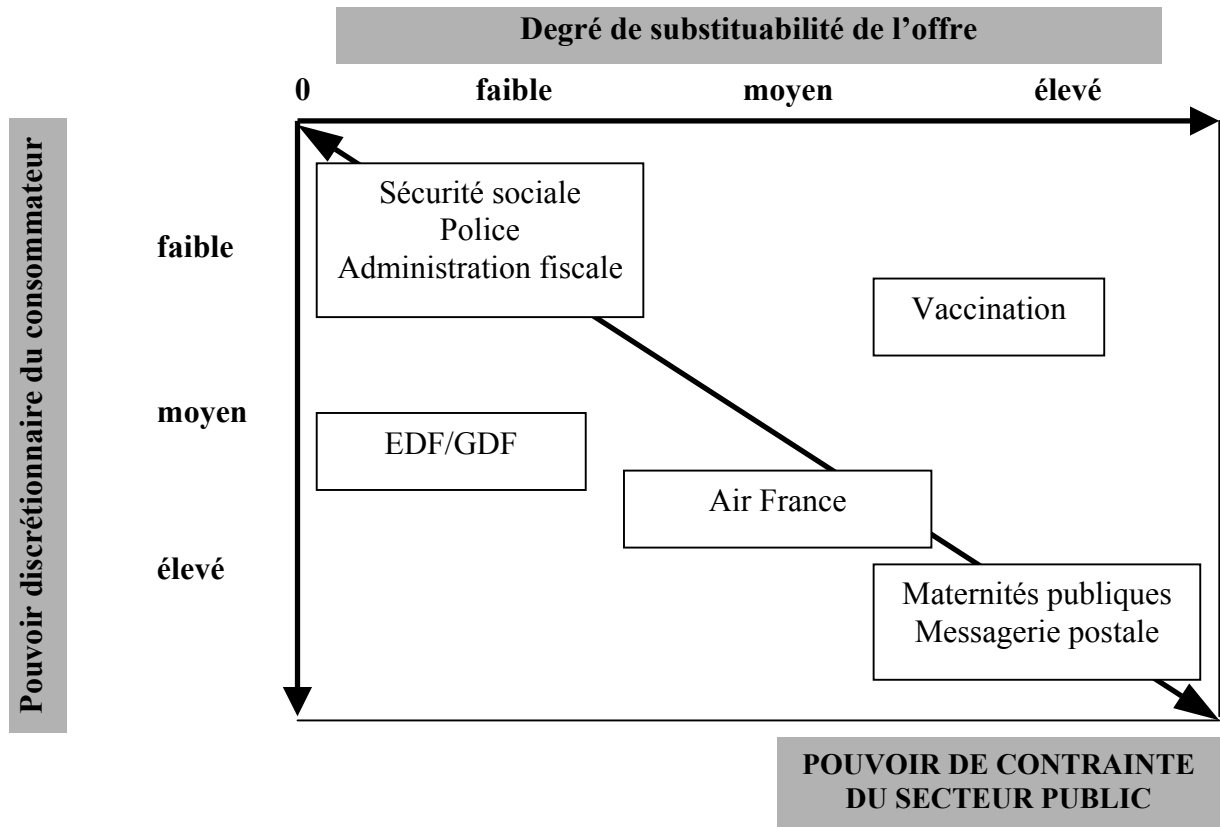 Degré de substituabilité de l’offre
0 faible moyen élevé
Pouvoir discrétionnaire du consommateur
faible
moyen
élevé
Sécurité sociale
Police
Administration fiscale
Vaccination
EDF/GDF
Air France
Maternités publiques
Messagerie postale
POUVOIR DE CONTRAINTE
DU SECTEUR PUBLIC